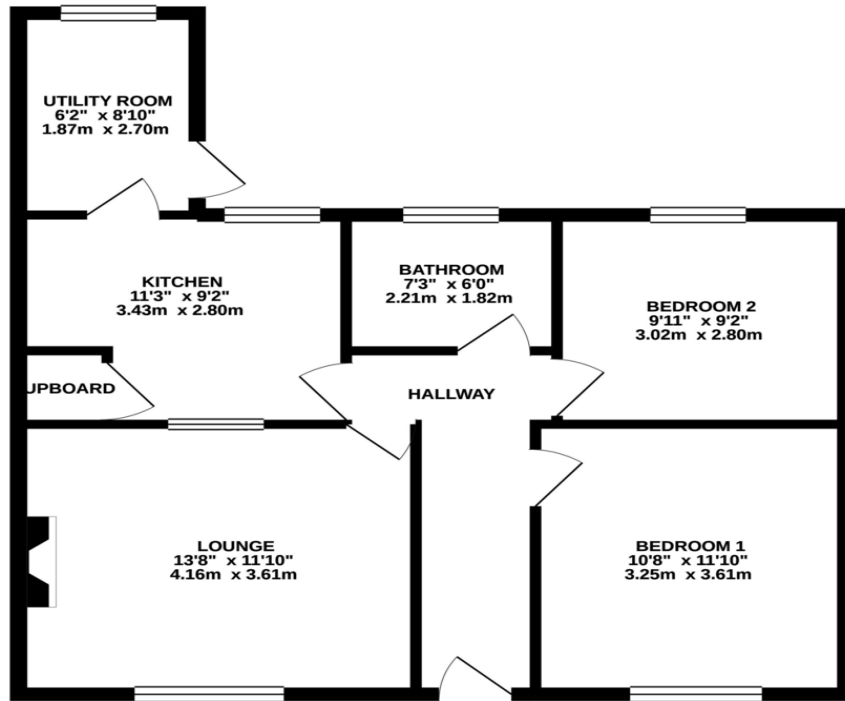 UTILITY ROOM
6'2" x 8'10"
1.87m x 2.70m
KITCHEN
11'3" x 9'2"
3.43m x 2.80m
BATHROOM
7'3" x 6'0"
2.21m x 1.82m
BEDROOM 2
9'11" x 9'2"
3.02m x 2.80m
UPBOARD
HALLWAY
LOUNGE
13'8" x 11'10"
4.16m x 3.61m
BEDROOM 1
10'8" x 11'10"
3.25m x 3.61m